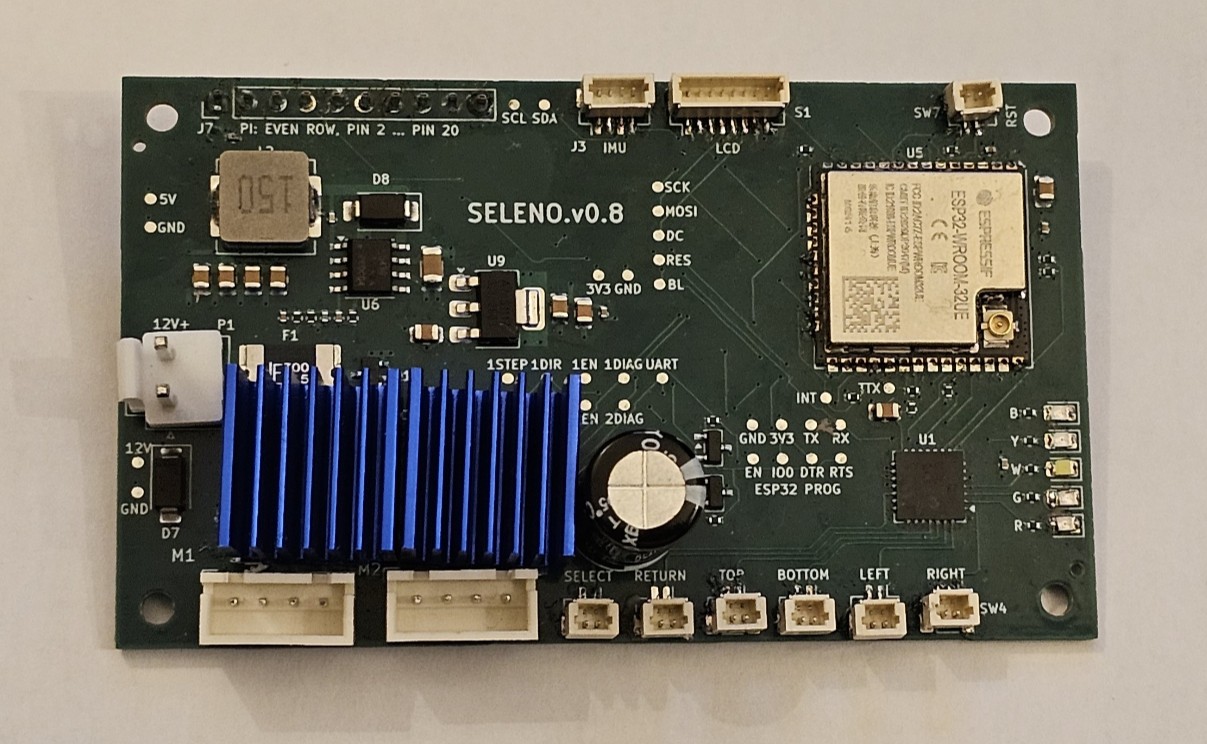 J7
PI: EVEN ROW, PIN 2 ... PIN 20
SCL SDA
J3 IMU
LCD
S1
SW7
RST
5V
GND
150
D8
SELENO.v0.8
U6
U9
3V3 GND
SCK
MOSI
DC
RES
BL
U5
ESPRESSIF
ESP32-WROOM-32UE
CE
12V+
P1
F1
1STEP 1DIR 1EN 1DIAG UART
EN 2DIAG
INT
TTX
GND 3V3 TX RX
EN IO0 DTR RTS
ESP32 PROG
U1
B
Y
W
G
R
12V
GND
D7
M1
M2
SELECT
RETURN
TOP
BOTTOM
LEFT
RIGHT
SW4